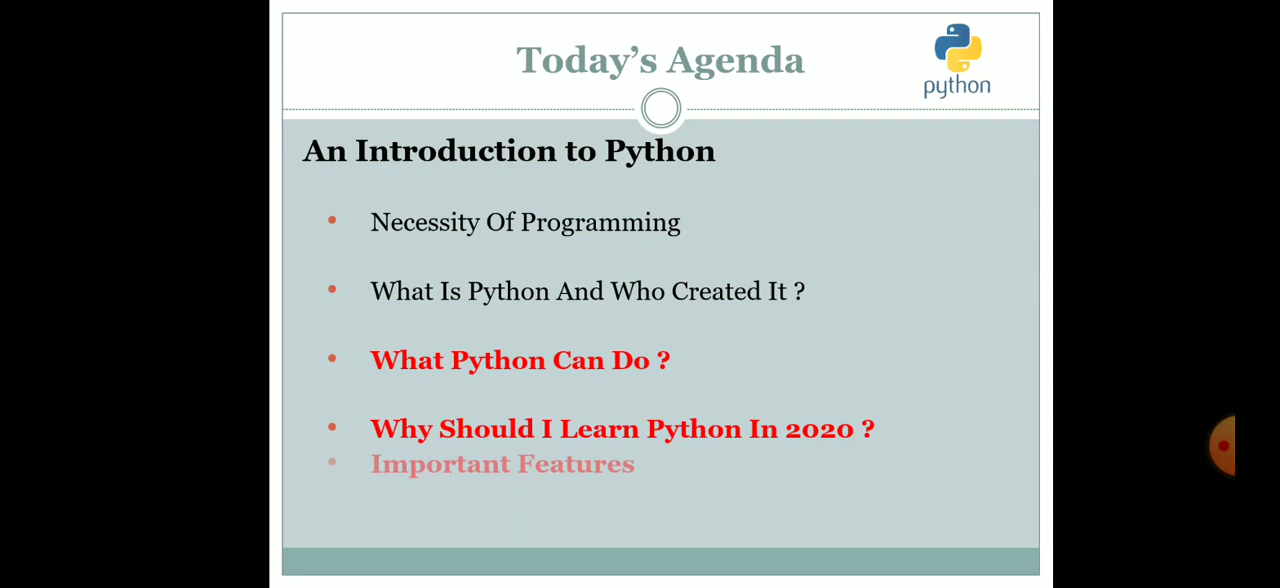 Today's Agenda
python
An Introduction to Python
Necessity Of Programming
What Is Python And Who Created It ?
What Python Can Do ?
Why Should I Learn Python In 2020 ?
Important Features